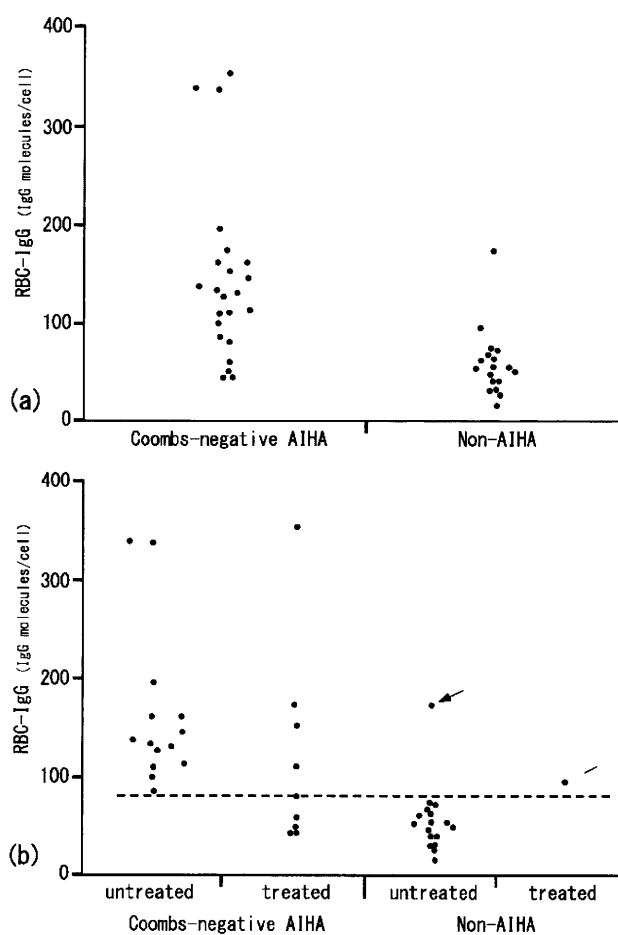 400
300
200
100
0
RBC-IgG (IgG molecules/cell)
(a)
Coombs-negative AIHA Non-AIHA
400
300
200
100
0
RBC-IgG (IgG molecules/cell)
(b)
untreated treated untreated treated
Coombs-negative AIHA Non-AIHA